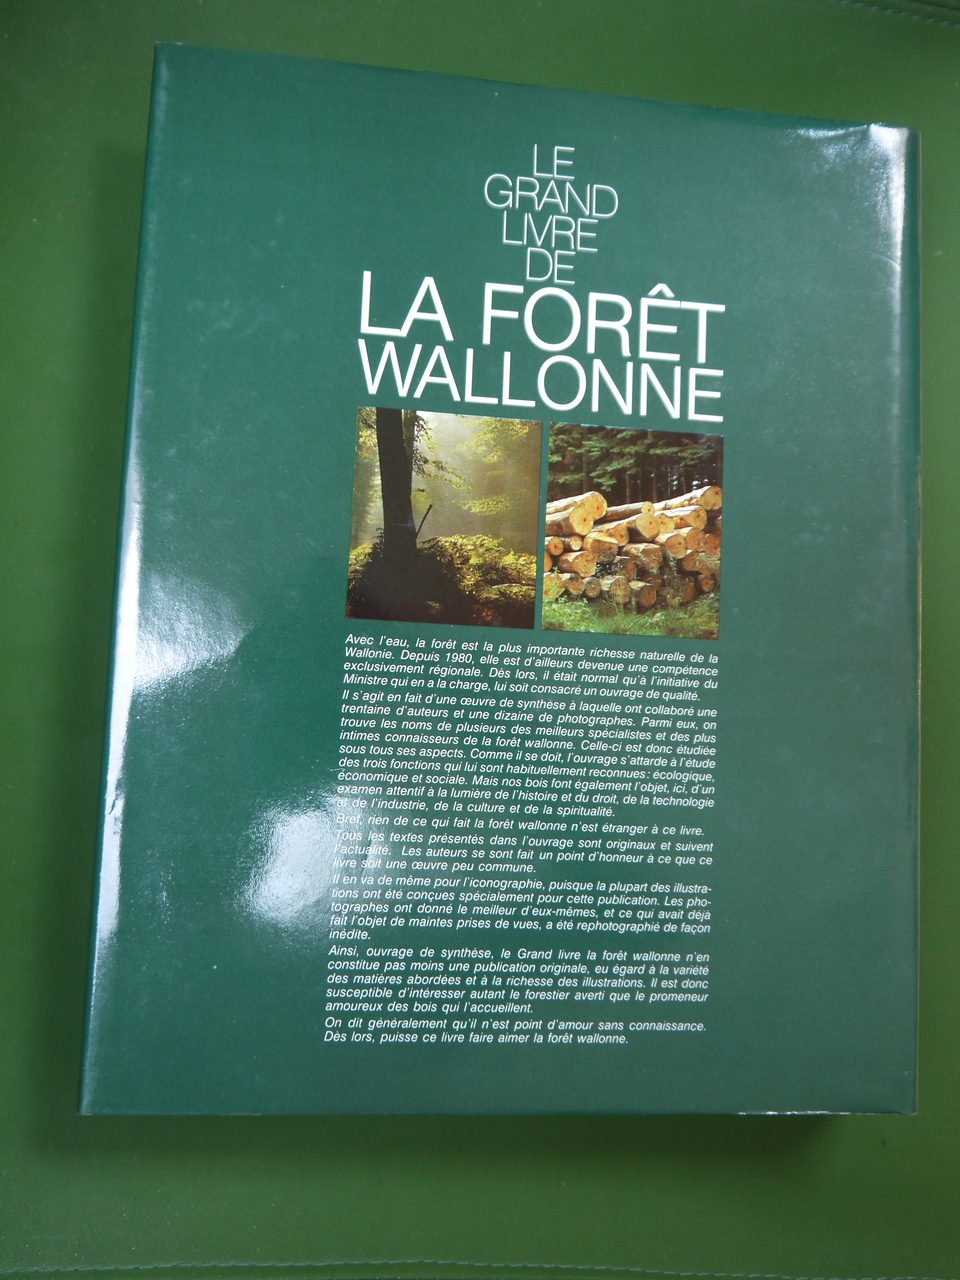 LE
GRAND
LIVRE
DE
LA FORÊT
WALLONNE
Avec l'eau, la forêt est la plus importante richesse naturelle de la
Wallonie. Depuis 1980, elle est d'ailleurs devenue une compétence
exclusivement régionale. Dès lors, il était normal qu'à l'initiative du
Ministre qui en a la charge, lui soit consacré un ouvrage de qualité.
Il s'agit en fait d'une œuvre de synthèse à laquelle ont collaboré une
trentaine d'auteurs et une dizaine de photographes. Parmi eux, on
trouve les noms de plusieurs des meilleurs spécialistes et des plus
intimes connaisseurs de la forêt wallonne. Celle-ci est donc étudiée
sous tous ses aspects. Comme il se doit, l'ouvrage s'attarde à l'étude
des trois fonctions qui lui sont habituellement reconnues : écologique,
économique et sociale. Mais nos bois font également l'objet, ici, d'un
examen attentif à la lumière de l'histoire et du droit, de la technologie
et de l'industrie, de la culture et de la spiritualité.
Bref, rien de ce qui fait la forêt wallonne n'est étranger à ce livre.
Tous les textes présentés dans l'ouvrage sont originaux et suivent
l'actualité. Les auteurs se sont fait un point d'honneur à ce que ce
livre soit une œuvre peu commune.
Il en va de même pour l'iconographie, puisque la plupart des illustra-
tions ont été conçues spécialement pour cette publication. Les pho-
tographes ont donné le meilleur d'eux-mêmes, et ce qui avait déjà
fait l'objet de maintes prises de vues, a été rephotographié de façon
inédite.
Ainsi, ouvrage de synthèse, le Grand livre la forêt wallonne n'en
constitue pas moins une publication originale, eu égard à la variété
des matières abordées et à la richesse des illustrations. Il est donc
susceptible d'intéresser autant le forestier averti que le promeneur
amoureux des bois qui l'accueillent.
On dit généralement qu'il n'est point d'amour sans connaissance.
Dès lors, puisse ce livre faire aimer la forêt wallonne.